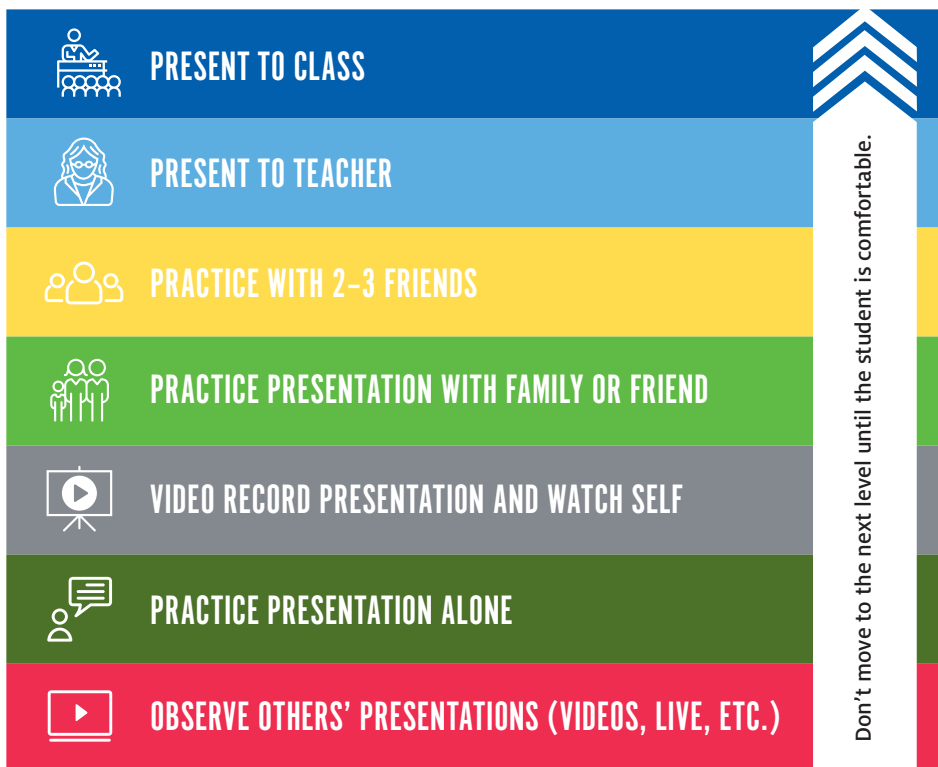 PRESENT TO CLASS
PRESENT TO TEACHER
PRACTICE WITH 2–3 FRIENDS
PRACTICE PRESENTATION WITH FAMILY OR FRIEND
VIDEO RECORD PRESENTATION AND WATCH SELF
PRACTICE PRESENTATION ALONE
OBSERVE OTHERS’ PRESENTATIONS (VIDEOS, LIVE, ETC.)
Don’t move to the next level until the student is comfortable.